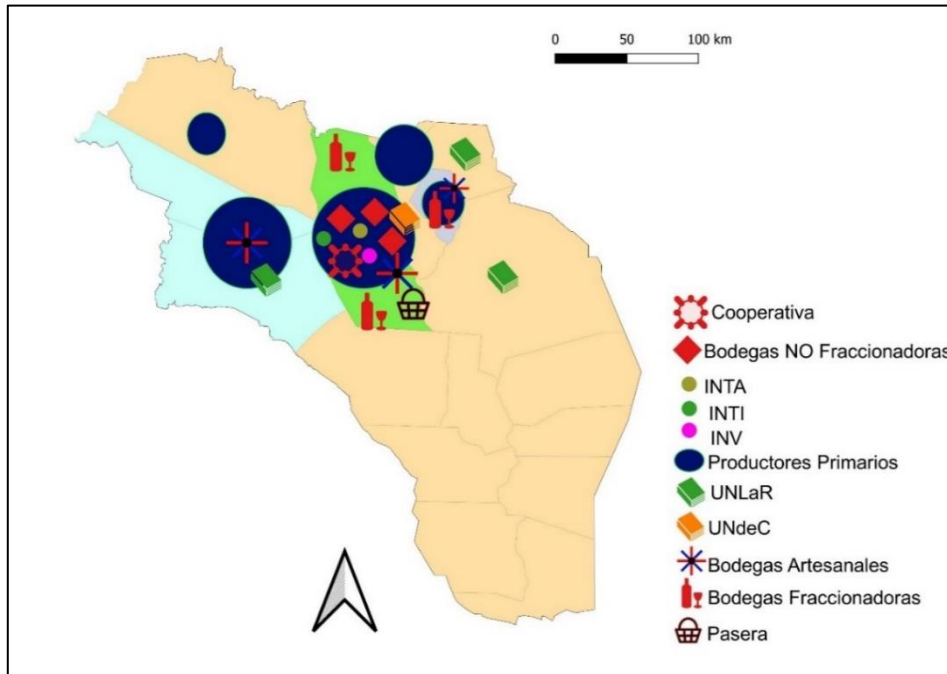 0 50 100 km
Cooperativa
Bodegas NO Fraccionadoras
INTA
INTI
INV
Productores Primarios
UNLaR
UNdeC
Bodegas Artesanales
Bodegas Fraccionadoras
Pasera